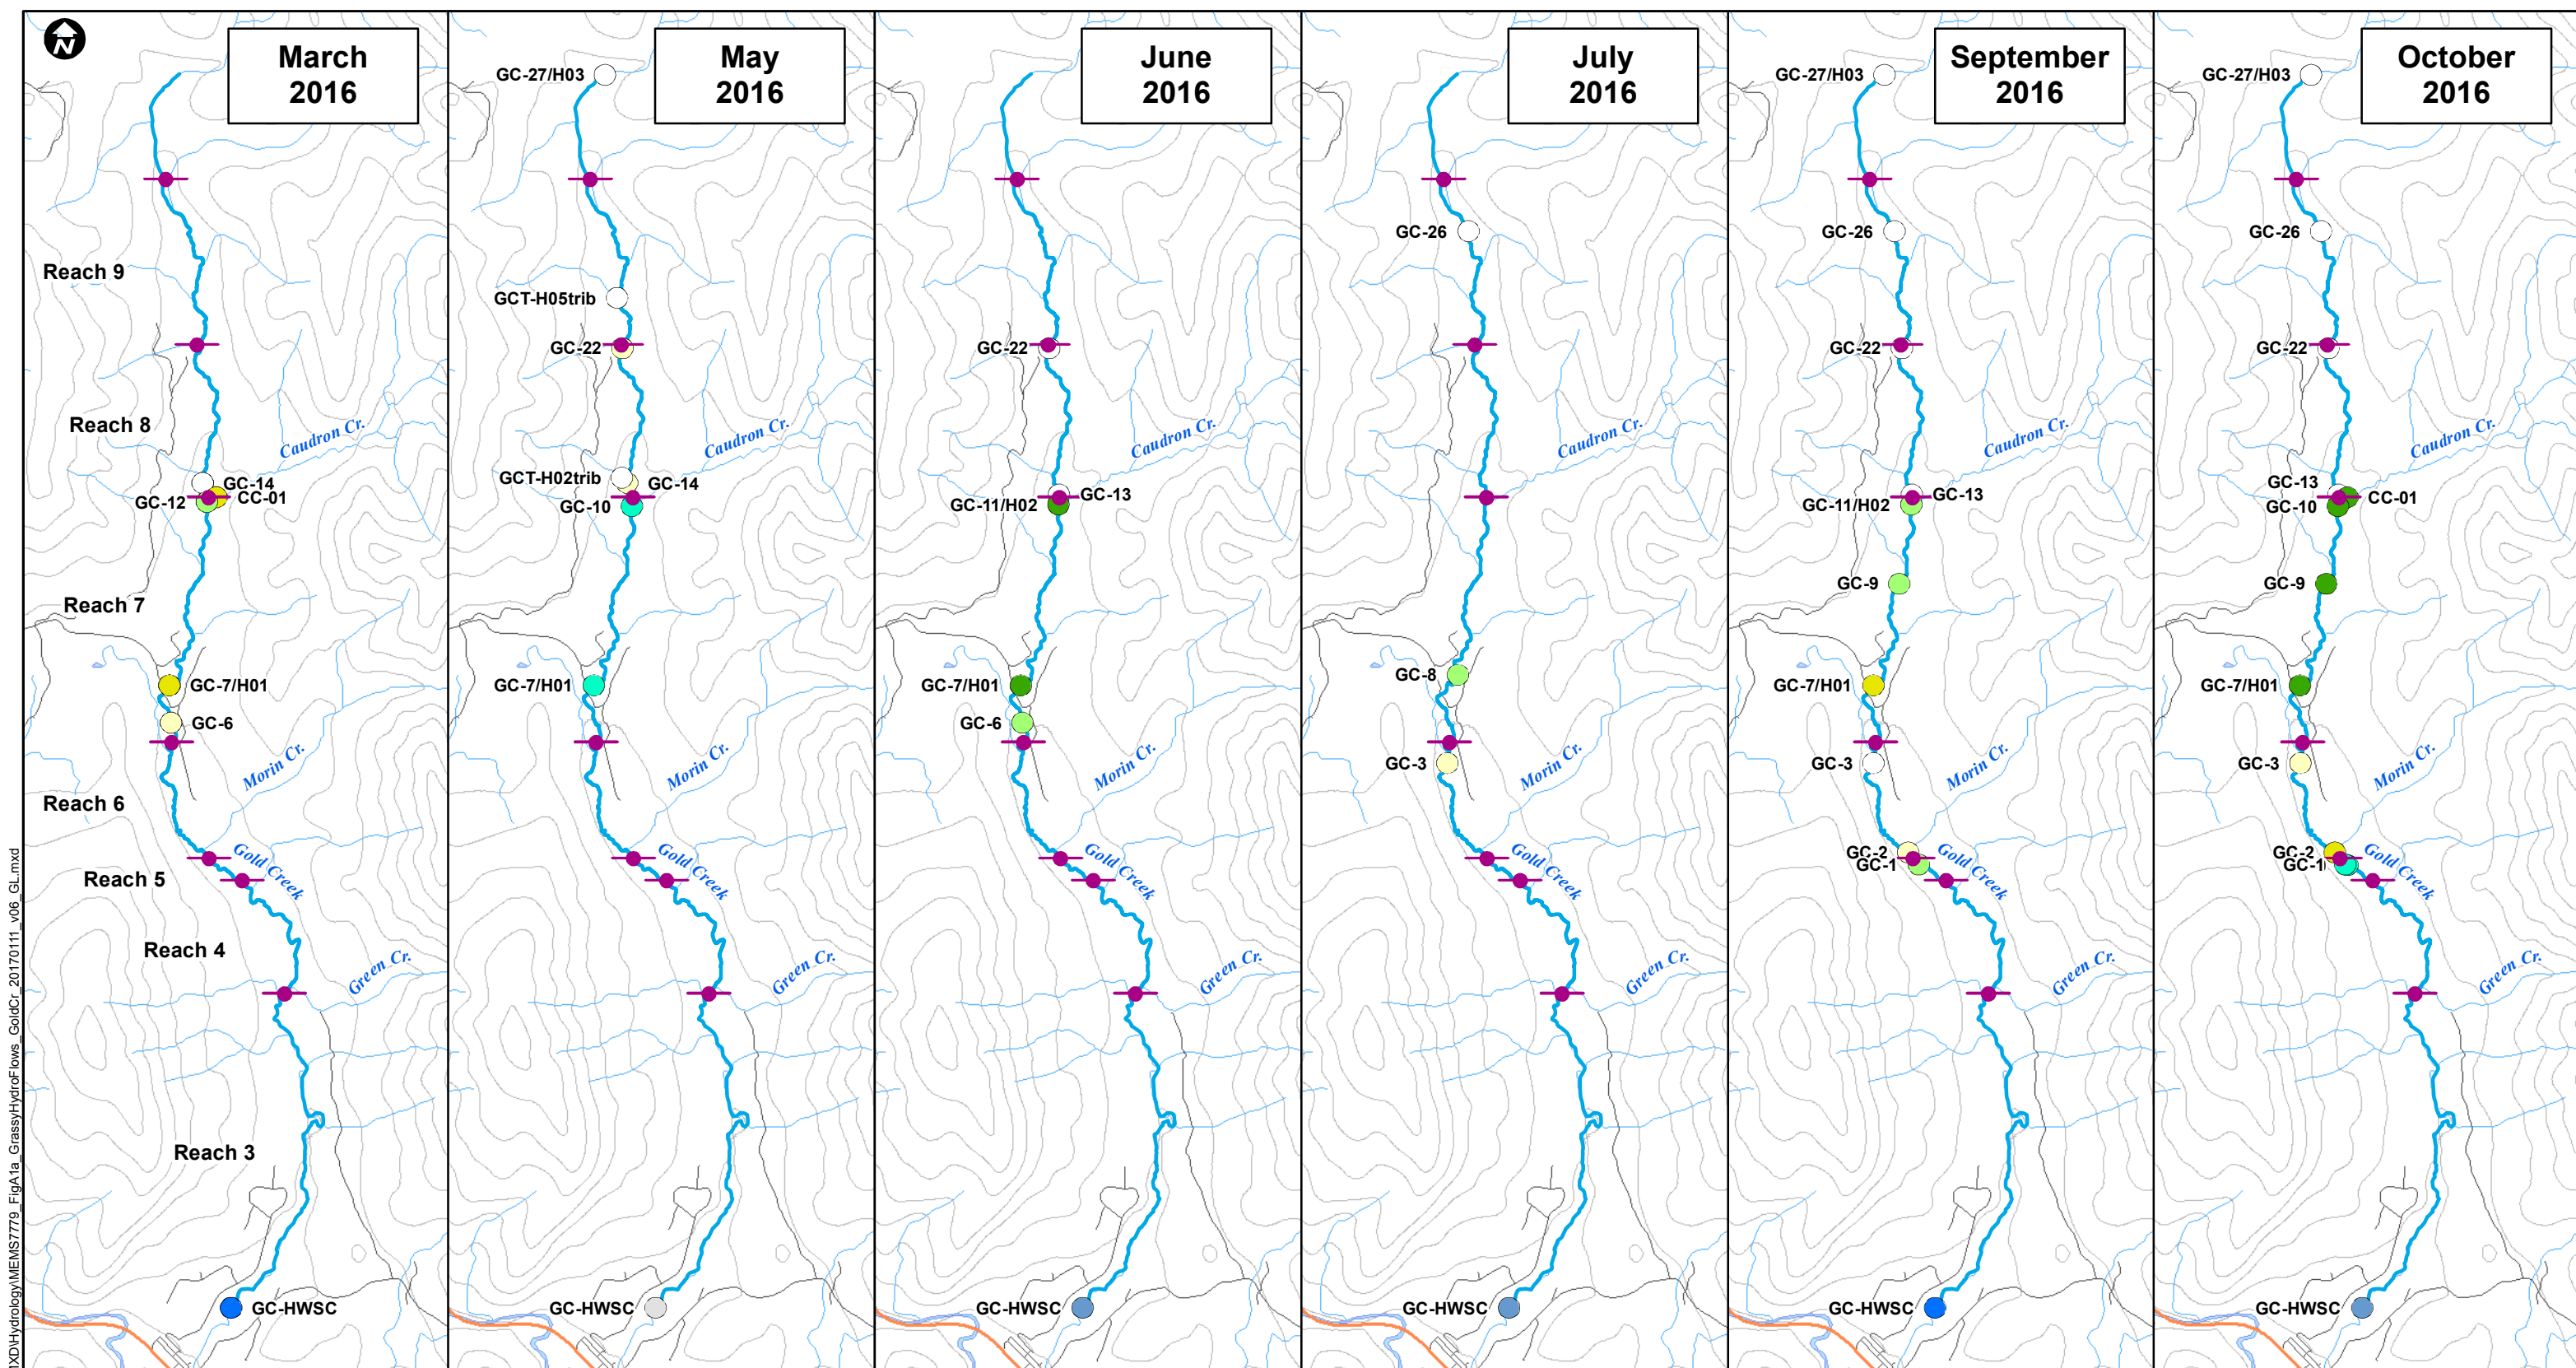 N
March
2016
Reach 9
Reach 8
Caudron Cr.
GC-14
GC-12
CC-01
Reach 7
GC-7/H01
GC-6
Morin Cr.
Reach 6
Gold Creek
Reach 5
Reach 4
Green Cr.
Reach 3
GC-HWSC
May
2016
GC-27/H03
GCT-H05trib
GC-22
Caudron Cr.
GCT-H02trib
GC-14
GC-10
GC-7/H01
Morin Cr.
Gold Creek
Green Cr.
GC-HWSC
June
2016
GC-22
Caudron Cr.
GC-13
GC-11/H02
GC-7/H01
GC-6
Morin Cr.
Gold Creek
Green Cr.
GC-HWSC
July
2016
GC-26
Caudron Cr.
GC-8
GC-3
Morin Cr.
Gold Creek
Green Cr.
GC-HWSC
September
2016
GC-27/H03
GC-26
GC-22
Caudron Cr.
GC-13
GC-11/H02
GC-9
GC-7/H01
GC-3
Morin Cr.
GC-2
GC-1
Gold Creek
Green Cr.
GC-HWSC
October
2016
GC-27/H03
GC-26
GC-22
Caudron Cr.
GC-13
CC-01
GC-10
GC-9
GC-7/H01
GC-3
Morin Cr.
GC-2
GC-1
Gold Creek
Green Cr.
GC-HWSC
IXD\Hydrology\MEMS7779_FigA1a_GrassyHydroFlows_GoldCr_20170111_v06_GL.mxd